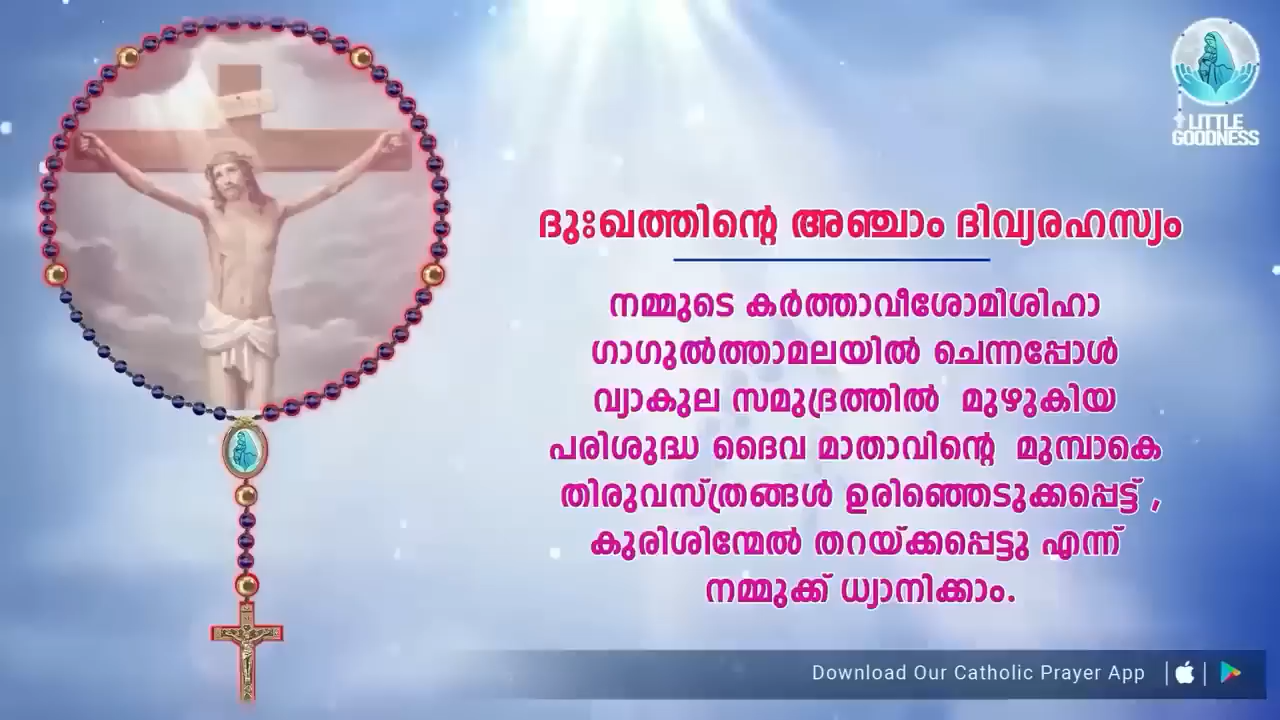 LITTLE
GOODNESS
ദുഃഖത്തിന്റെ അഞ്ചാം ദിവ്യരഹസ്യം
നമ്മുടെ കർത്താവീശോമിശിഹാ
ഗാഗുൽത്താമലയിൽ ചെന്നപ്പോൾ
വ്യാകുല സമുദ്രത്തിൽ മുഴുകിയ
പരിശുദ്ധ ദൈവ മാതാവിന്റെ മുമ്പാകെ
തിരുവസ്ത്രങ്ങൾ ഉരിഞ്ഞെടുക്കപ്പെട്ട് ,
കുരിശിന്മേൽ തറയ്ക്കപ്പെട്ടു എന്ന്
നമ്മുക്ക് ധ്യാനിക്കാം.
Download Our Catholic Prayer App